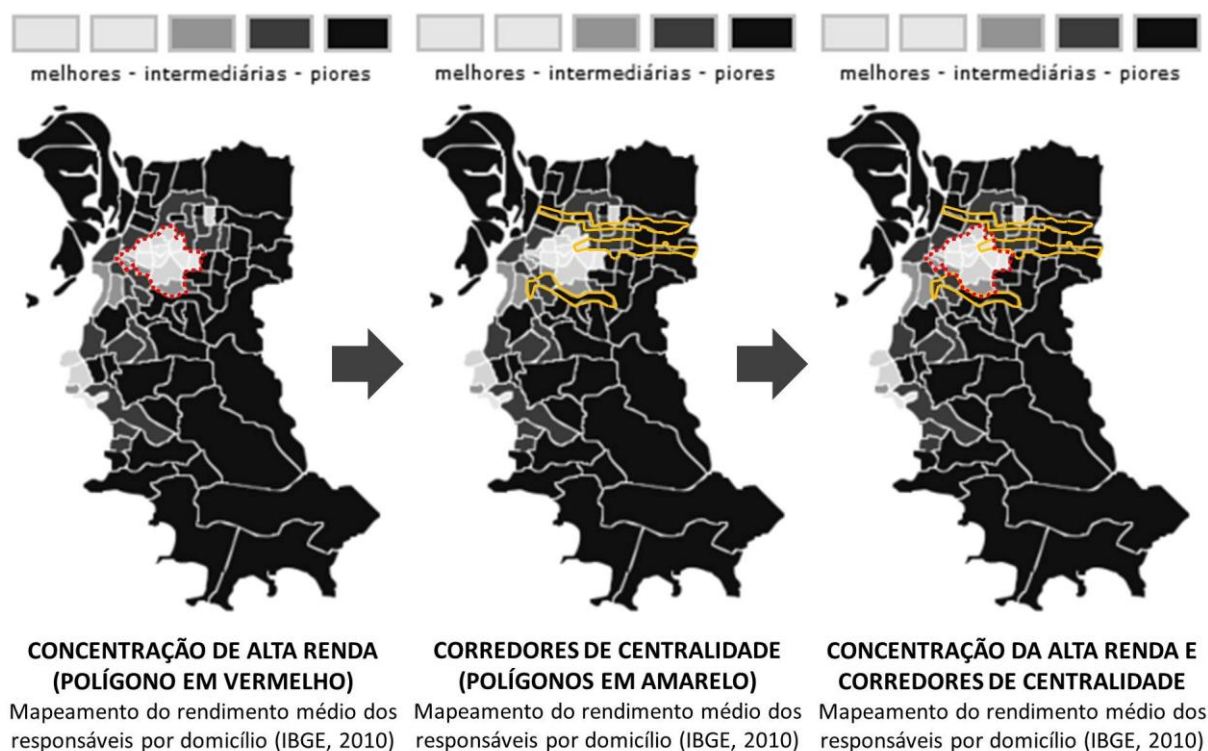 melhores - intermediárias - piores
melhores - intermediárias - piores
melhores - intermediárias - piores
CONCENTRAÇÃO DE ALTA RENDA
(POLÍGONO EM VERMELHO)
Mapeamento do rendimento médio dos
responsáveis por domicílio (IBGE, 2010)
CORREDORES DE CENTRALIDADE
(POLÍGONOS EM AMARELO)
Mapeamento do rendimento médio dos
responsáveis por domicílio (IBGE, 2010)
CONCENTRAÇÃO DA ALTA RENDA E
CORREDORES DE CENTRALIDADE
Mapeamento do rendimento médio dos
responsáveis por domicílio (IBGE, 2010)